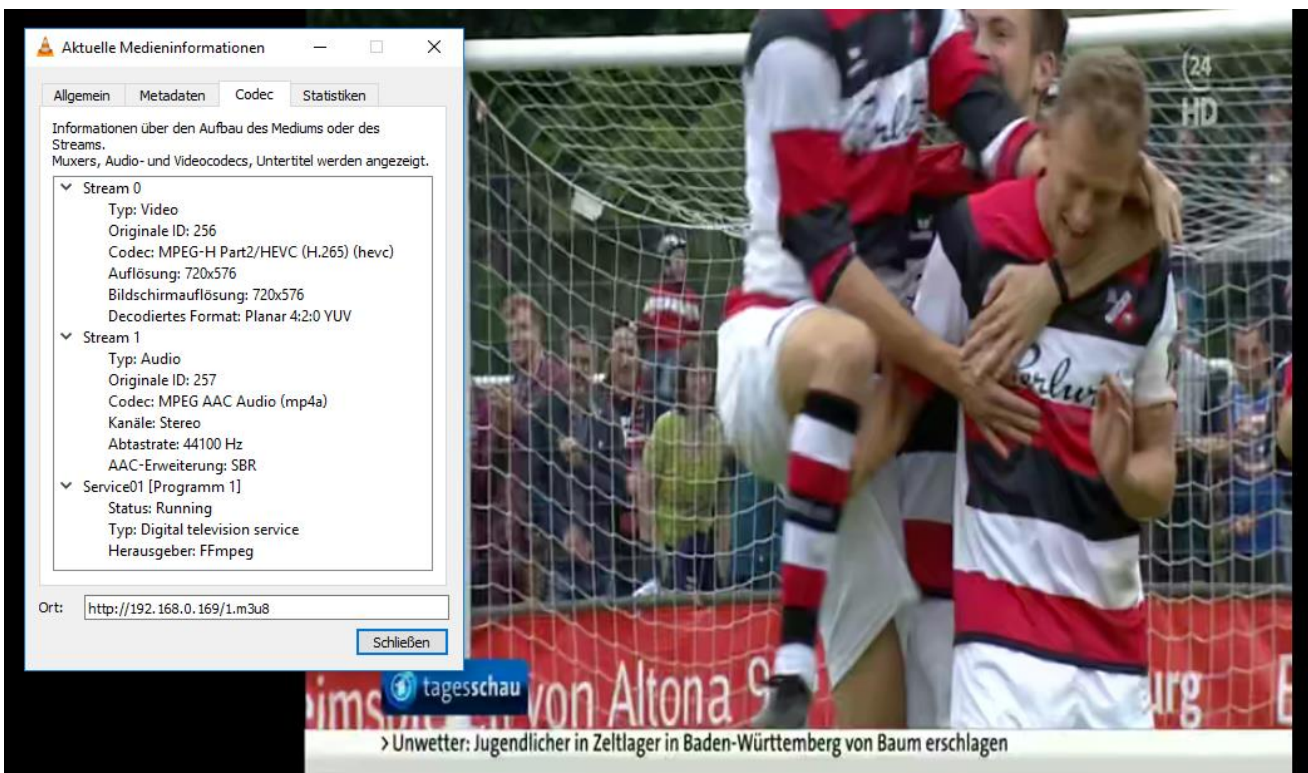 Aktuelle Medieninformationen
Allgemein Metadaten Codec Statistiken
Informationen über den Aufbau des Mediums oder des
Streams.
Muxers, Audio- und Videocodecs, Untertitel werden angezeigt.
Stream 0
Typ: Video
Originale ID: 256
Codec: MPEG-H Part2/HEVC (H.265) (hevc)
Auflösung: 720x576
Bildschirmauflösung: 720x576
Decodiertes Format: Planar 4:2:0 YUV
Stream 1
Typ: Audio
Originale ID: 257
Codec: MPEG AAC Audio (mp4a)
Kanäle: Stereo
Abtastrate: 44100 Hz
AAC-Erweiterung: SBR
Service01 [Programm 1]
Status: Running
Typ: Digital television service
Herausgeber: FFmpeg
Ort: http://192.168.0.169/1.m3u8
Schließen
24
HD
von Altona 9
tagesschau
>Unwetter: Jugendlicher in Zeltlager in Baden-Württemberg von Baum erschlagen